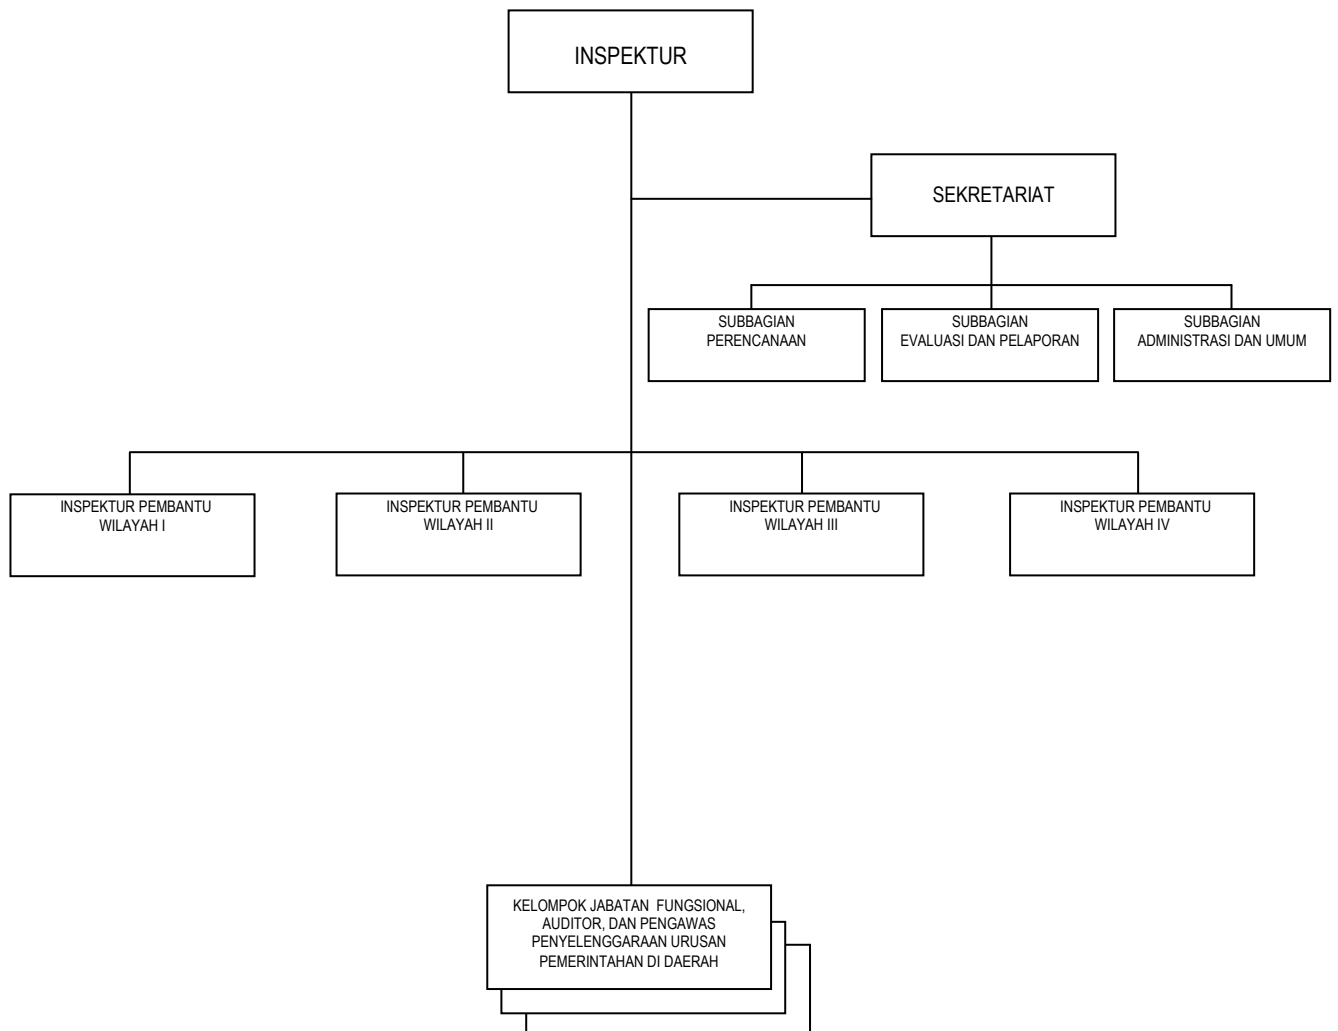 INSPEKTUR
SEKRETARIAT
SUBBAGIAN
PERENCANAAN
SUBBAGIAN
EVALUASI DAN PELAPORAN
SUBBAGIAN
ADMINISTRASI DAN UMUM
INSPEKTUR PEMBANTU
WILAYAH I
INSPEKTUR PEMBANTU
WILAYAH II
INSPEKTUR PEMBANTU
WILAYAH III
INSPEKTUR PEMBANTU
WILAYAH IV
KELOMPOK JABATAN  FUNGSIONAL,
AUDITOR, DAN PENGAWAS
PENYELENGGARAAN URUSAN
PEMERINTAHAN DI DAERAH